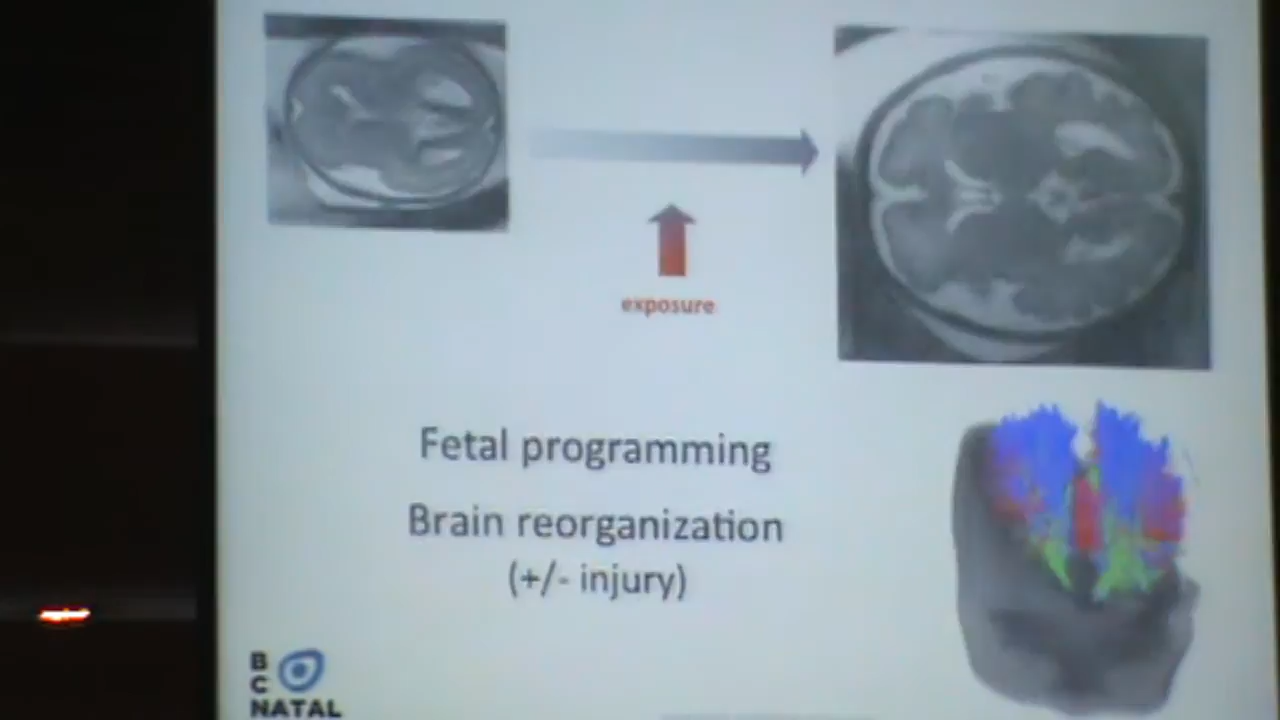 exposure
Fetal programming
Brain reorganization
(+/- injury)
B
C
NATAL